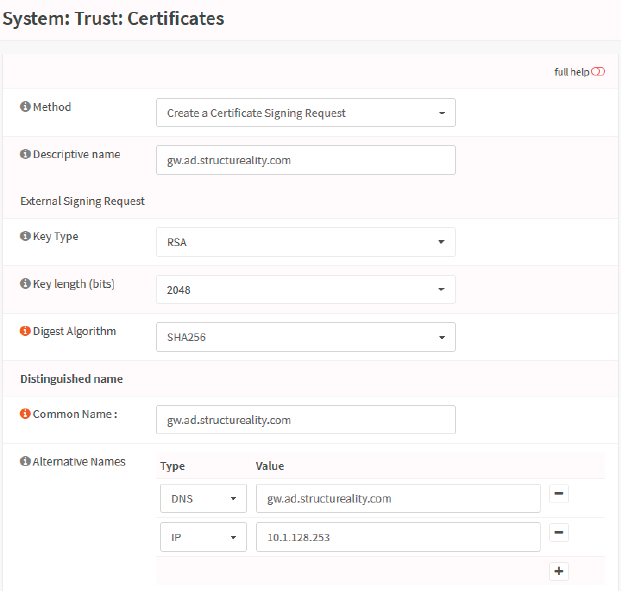 System: Trust: Certificates
full help
Method
Create a Certificate Signing Request
Descriptive name
gw.ad.structureality.com
External Signing Request
Key Type
RSA
Key length (bits)
2048
Digest Algorithm
SHA256
Distinguished name
Common Name :
gw.ad.structureality.com
Alternative Names
Type Value
DNS gw.ad.structureality.com
IP 10.1.128.253